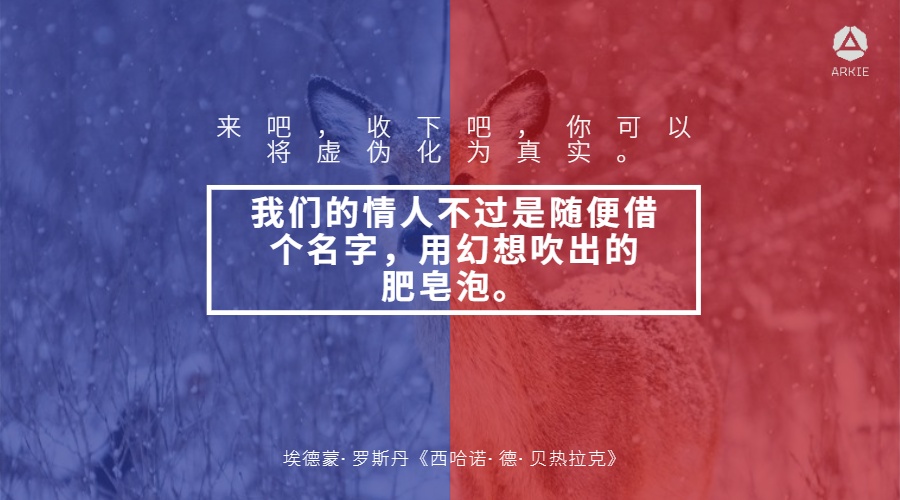 ARKIE
来吧，收下吧，你可以
将虚伪化为真实。
我们的情人不过是随便借
个名字，用幻想吹出的
肥皂泡。
埃德蒙·罗斯丹《西哈诺·德·贝热拉克》